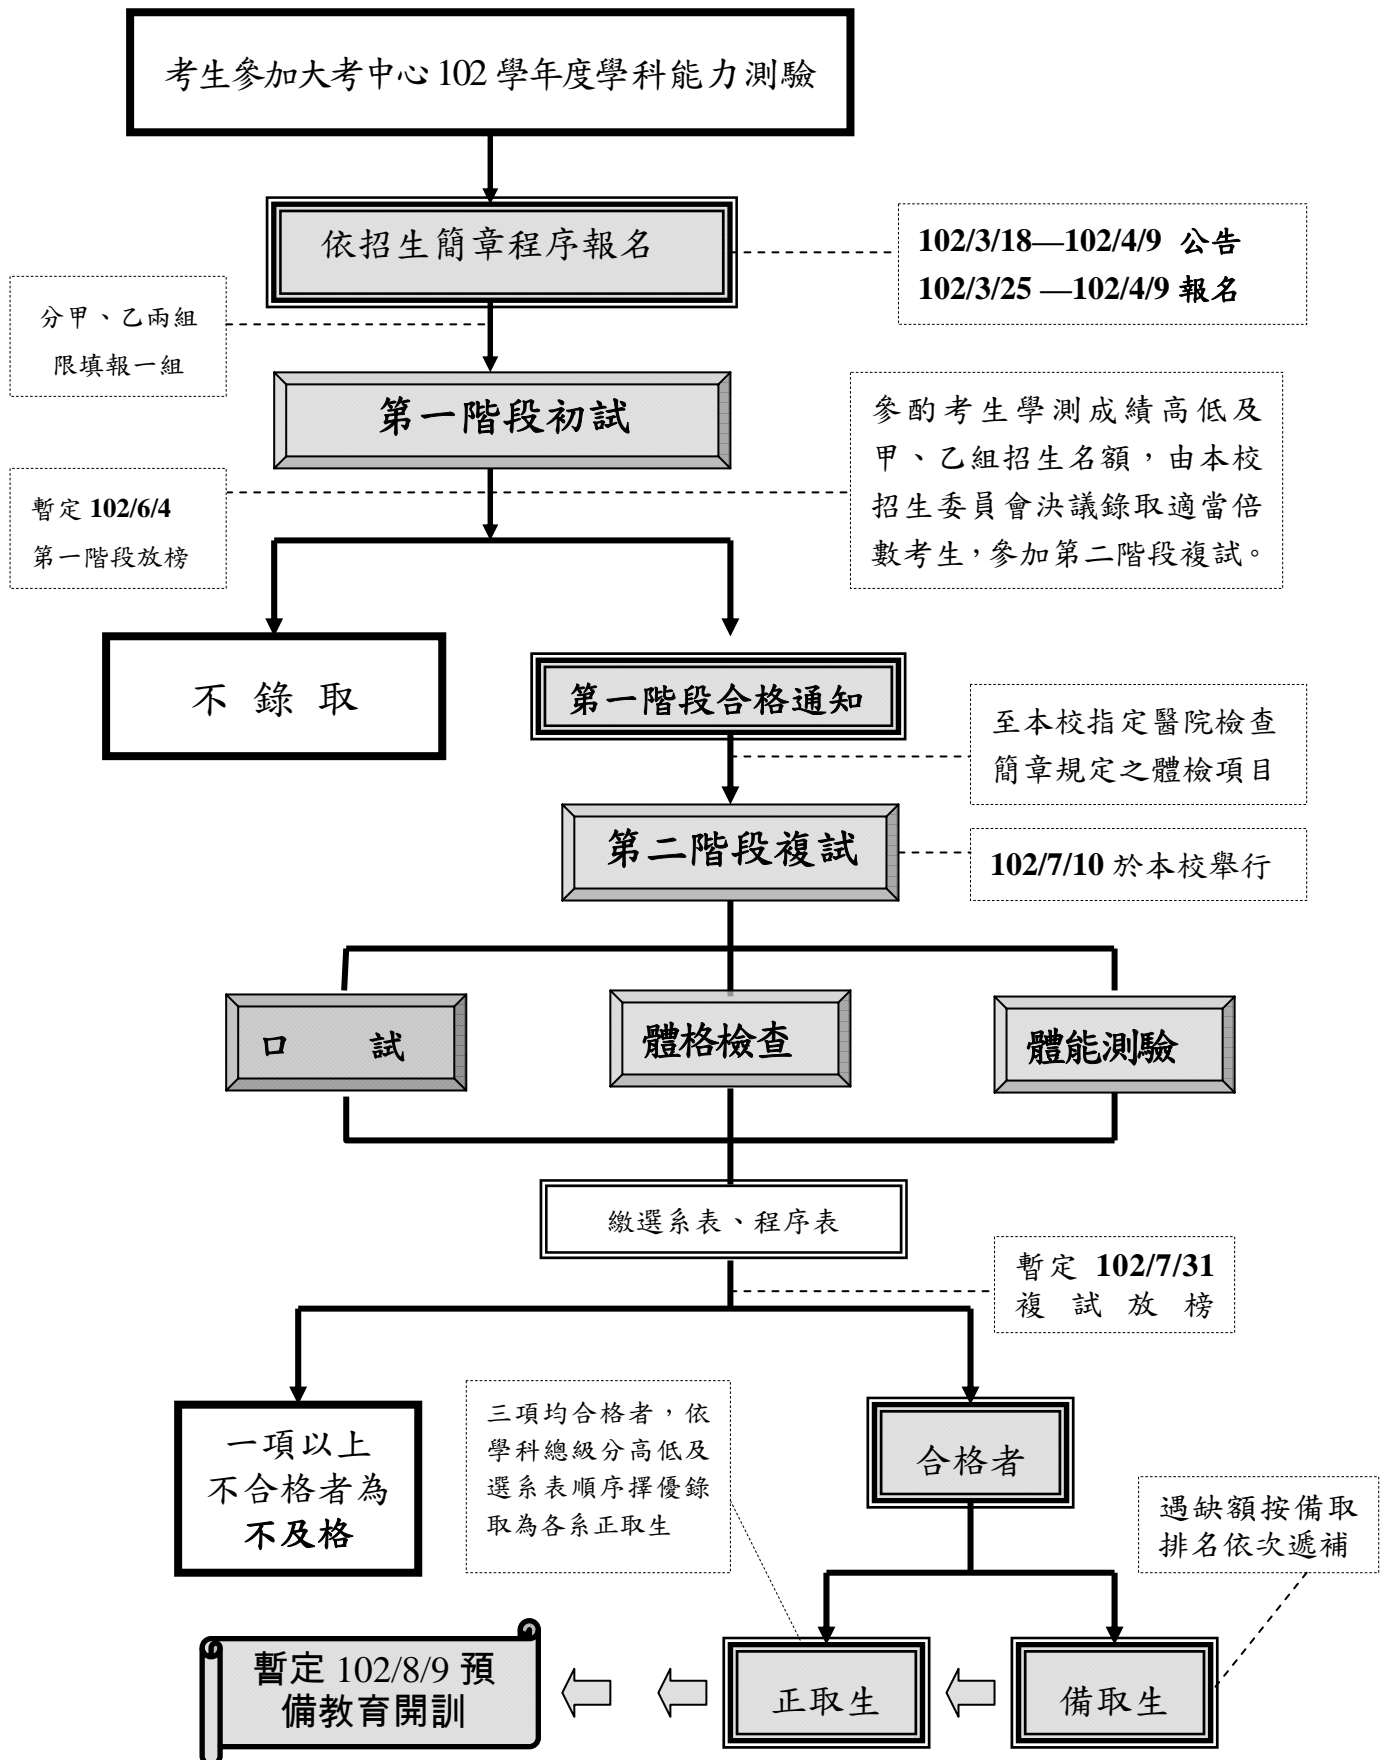 考生參加大考中心 102 學年度學科能力測驗
依招生簡章程序報名
102/3/18—102/4/9 公告
102/3/25 —102/4/9 報名
分甲、乙兩組
限填報一組
第一階段初試
參酌考生學測成績高低及
甲、乙組招生名額，由本校
招生委員會決議錄取適當倍
數考生，參加第二階段複試。
暫定 102/6/4
第一階段放榜
不 錄 取
第一階段合格通知
至本校指定醫院檢查
簡章規定之體檢項目
第二階段複試
102/7/10 於本校舉行
口 試
體格檢查
體能測驗
繳選系表、程序表
暫定 102/7/31
複 試 放 榜
一項以上
不合格者為
不及格
三項均合格者，依
學科總級分高低及
選系表順序擇優錄
取為各系正取生
合格者
遇缺額按備取
排名依次遞補
暫定 102/8/9 預
備教育開訓
正取生
備取生